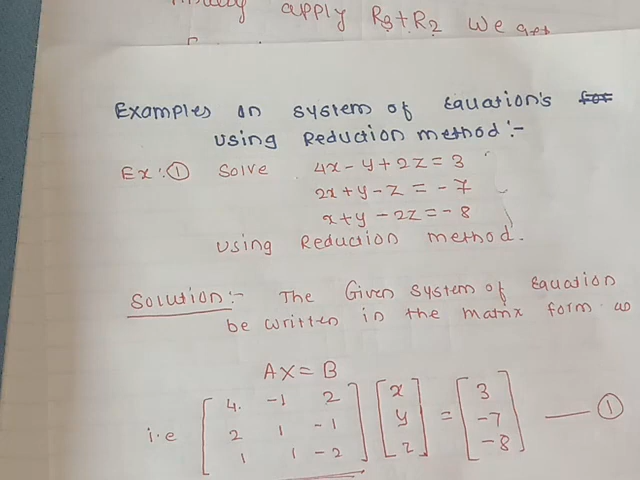 apply R3+R2 we get
Examples on system of Equation's for
using Reduction method :-
Ex:① Solve 4x - y + 2z = 3
2x + y - z = - 7
x + y - 2z = - 8
using Reduction method.
Solution:- The Given system of Equation
be written in the matrix form as
AX = B
i.e [ 4. -1 2 ] [ x ] = [ 3 ] — ①
2 1 -1 y -7
1 1 -2 z -8